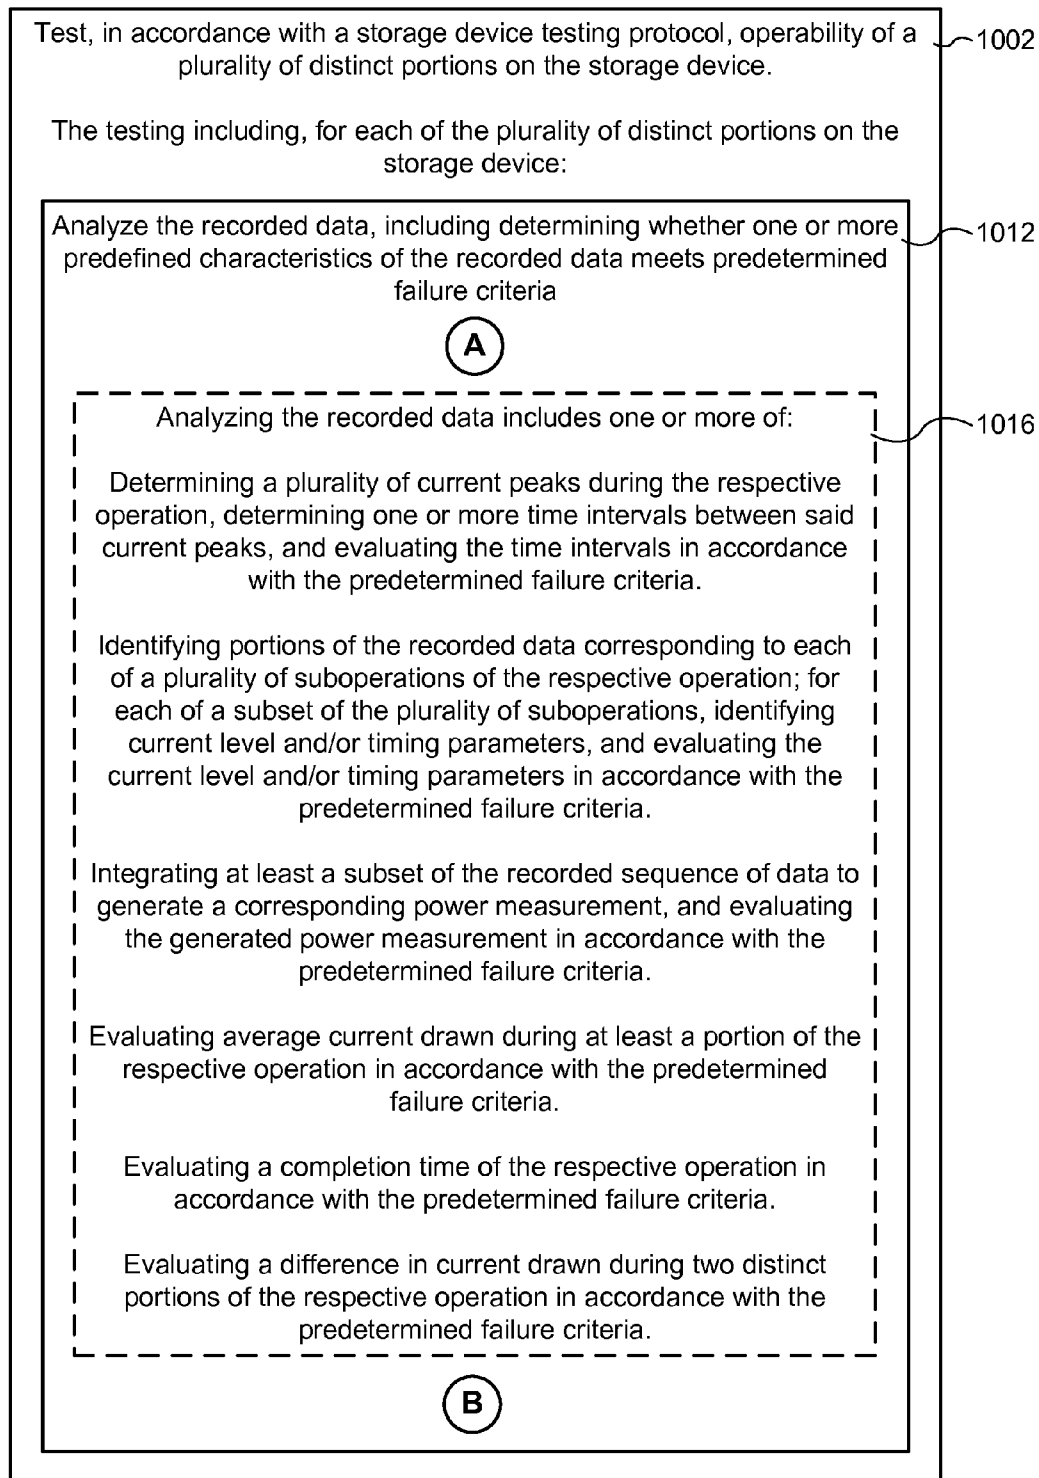 Test, in accordance with a storage device testing protocol, operability of a
plurality of distinct portions on the storage device.
1002
The testing including, for each of the plurality of distinct portions on the
storage device:
Analyze the recorded data, including determining whether one or more
predefined characteristics of the recorded data meets predetermined
failure criteria
1012
A
Analyzing the recorded data includes one or more of:
1016
Determining a plurality of current peaks during the respective
operation, determining one or more time intervals between said
current peaks, and evaluating the time intervals in accordance
with the predetermined failure criteria.
Identifying portions of the recorded data corresponding to each
of a plurality of suboperations of the respective operation; for
each of a subset of the plurality of suboperations, identifying
current level and/or timing parameters, and evaluating the
current level and/or timing parameters in accordance with the
predetermined failure criteria.
Integrating at least a subset of the recorded sequence of data to
generate a corresponding power measurement, and evaluating
the generated power measurement in accordance with the
predetermined failure criteria.
Evaluating average current drawn during at least a portion of the
respective operation in accordance with the predetermined
failure criteria.
Evaluating a completion time of the respective operation in
accordance with the predetermined failure criteria.
Evaluating a difference in current drawn during two distinct
portions of the respective operation in accordance with the
predetermined failure criteria.
B